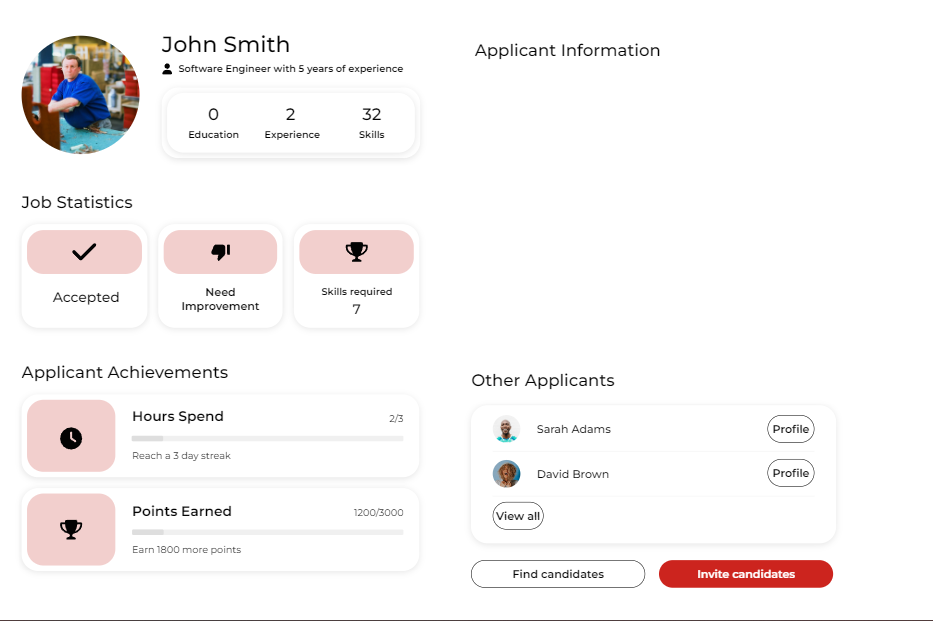 John Smith
Software Engineer with 5 years of experience
0 2 32
Education Experience Skills
Job Statistics
Accepted
Need
Improvement
Skills required
7
Applicant Achievements
Hours Spend 2/3
Reach a 3 day streak
Points Earned 1200/3000
Earn 1800 more points
Applicant Information
Other Applicants
Sarah Adams Profile
David Brown Profile
View all
Find candidates Invite candidates